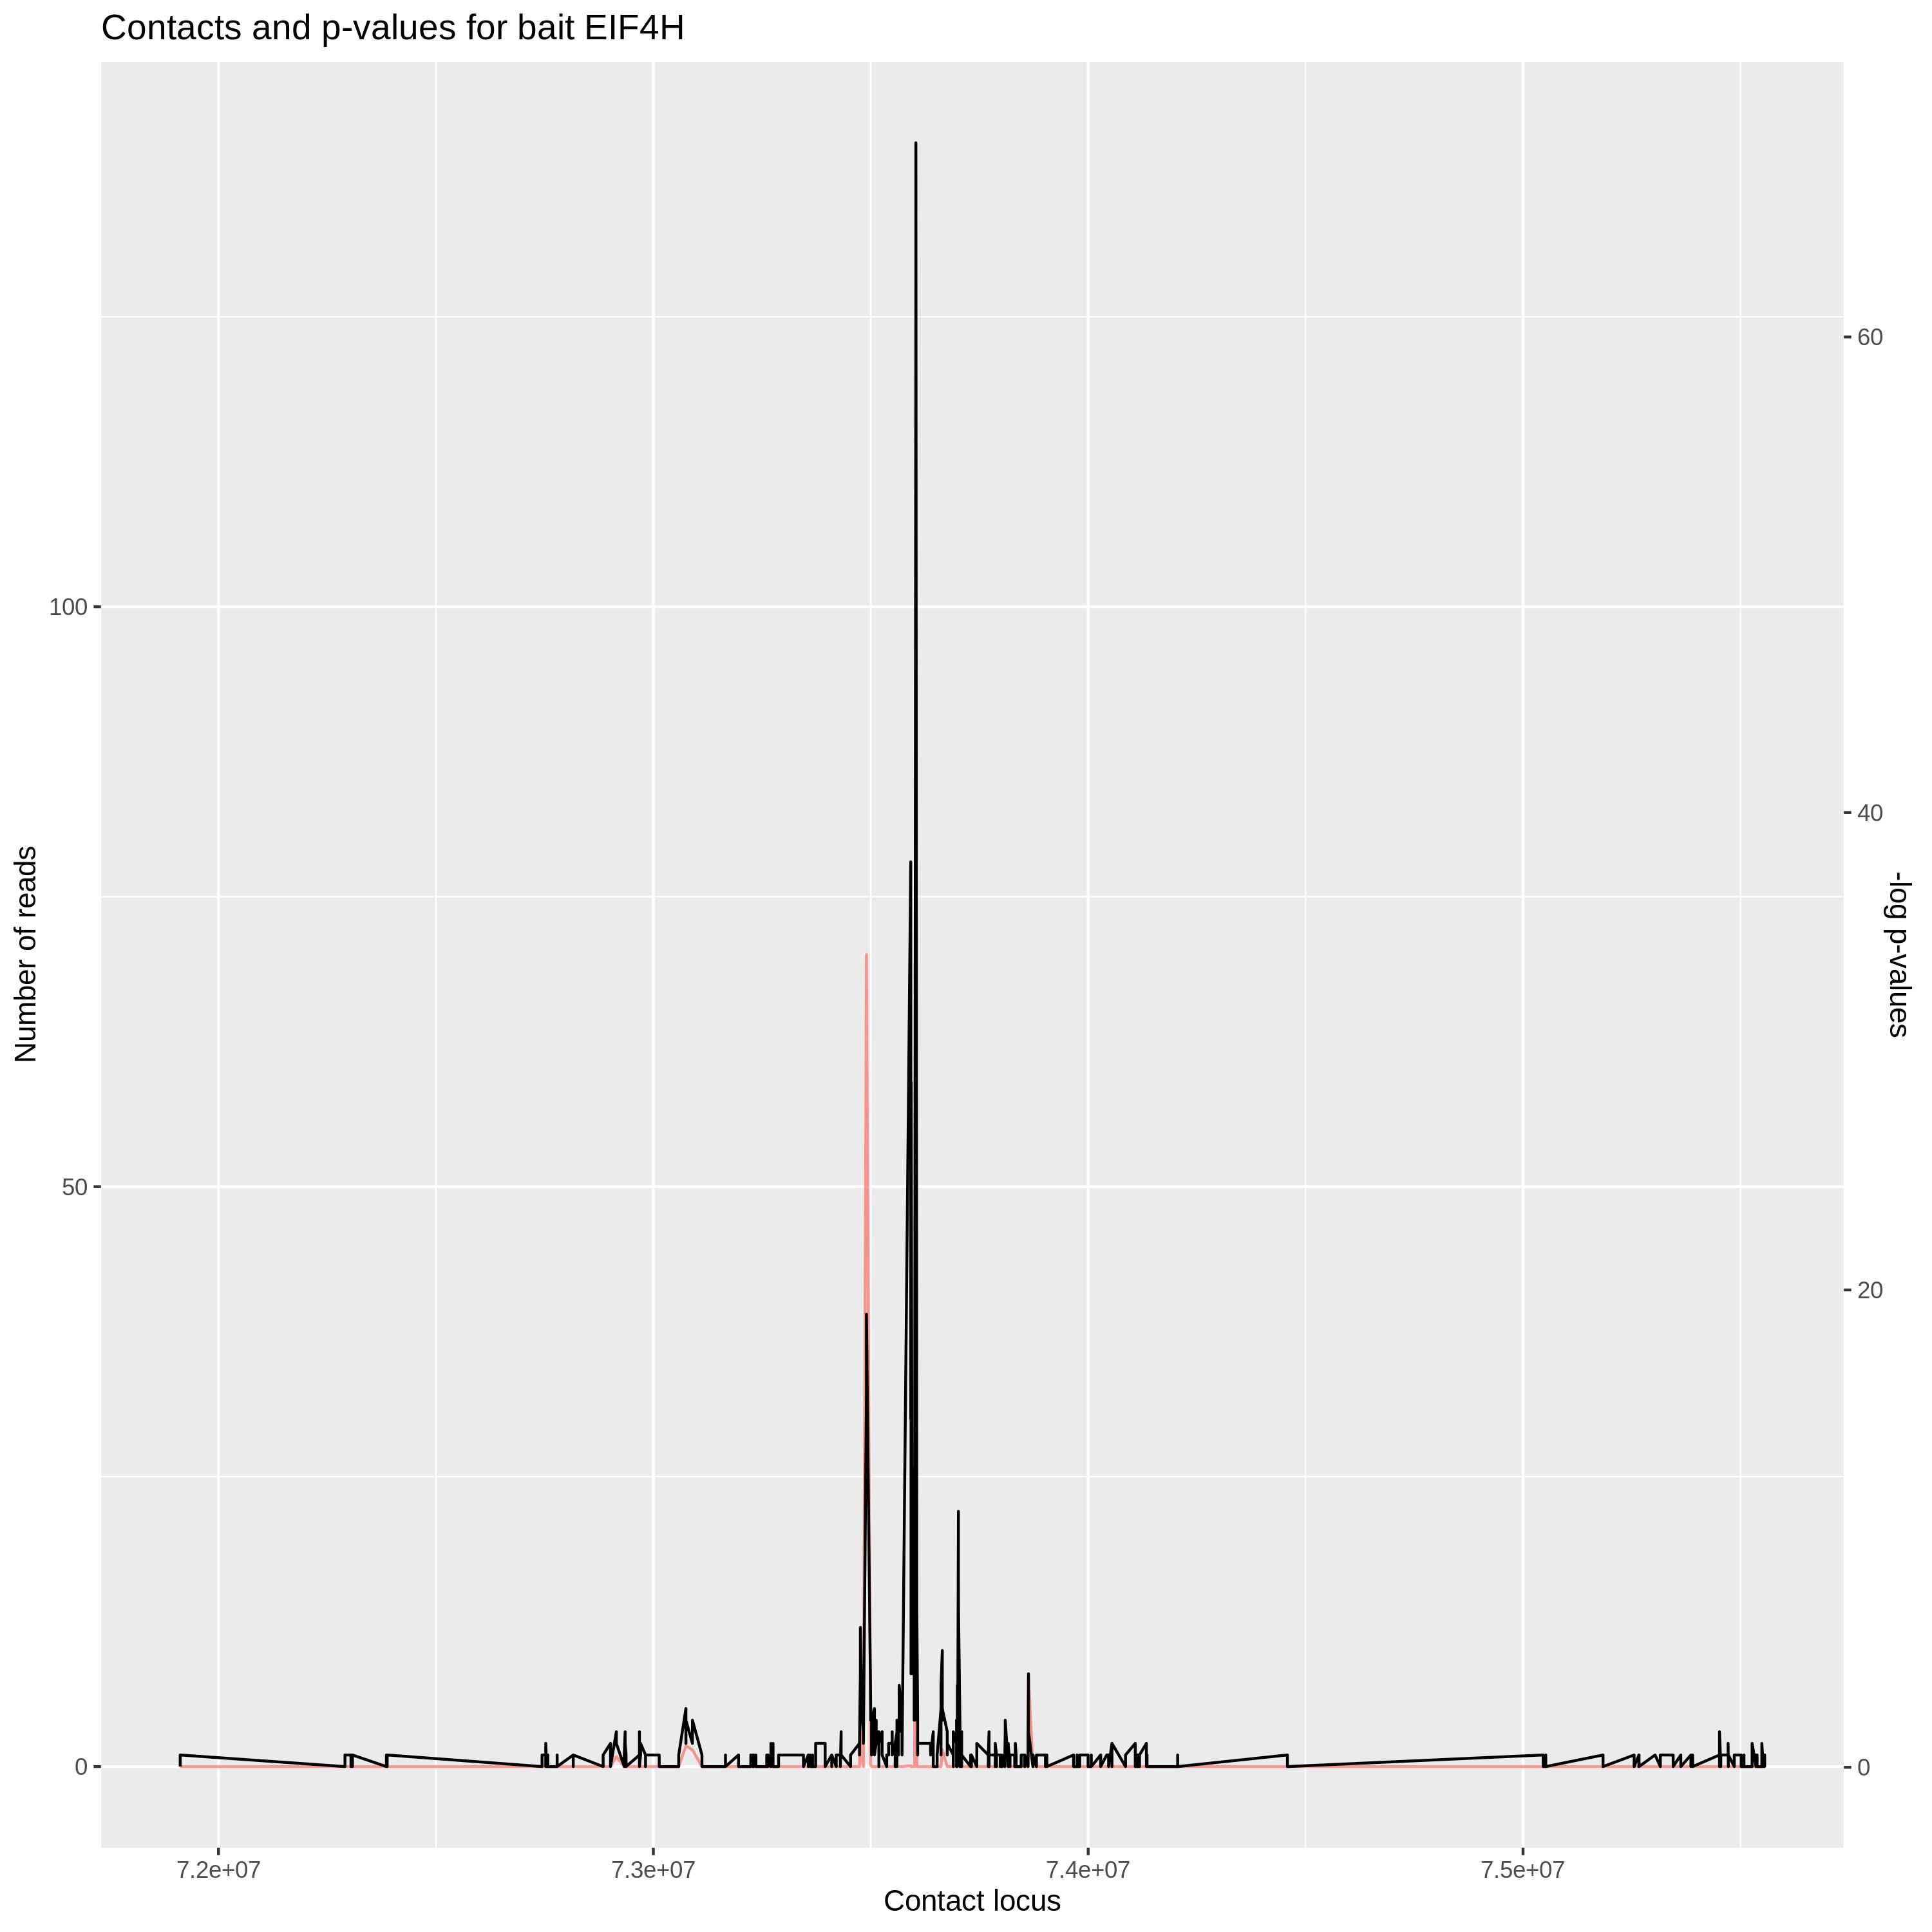 Contacts and p-values for bait EIF4H
Number of reads
100
50
0
60
40
20
0
-log p-values
7.2e+07
7.3e+07
7.4e+07
7.5e+07
Contact locus